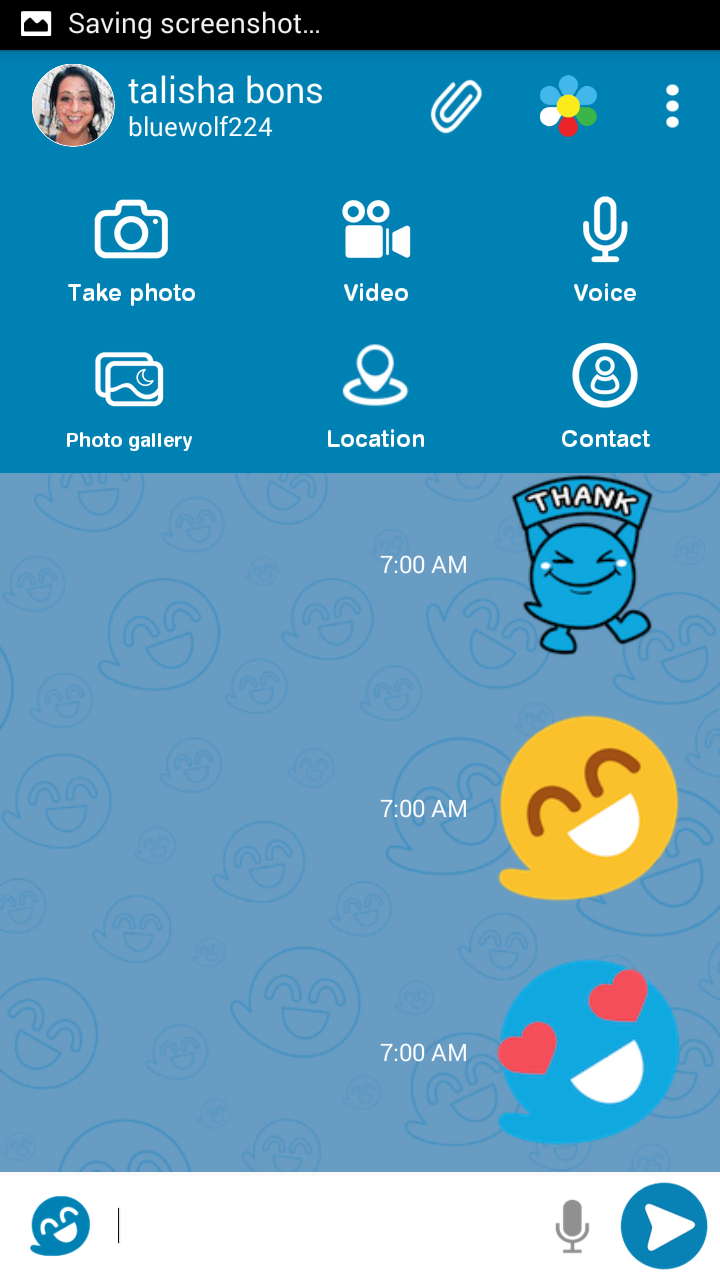 Saving screenshot...
talisha bons
bluewolf224
Take photo
Video
Voice
Photo gallery
Location
Contact
THANK
7:00 AM
7:00 AM
7:00 AM